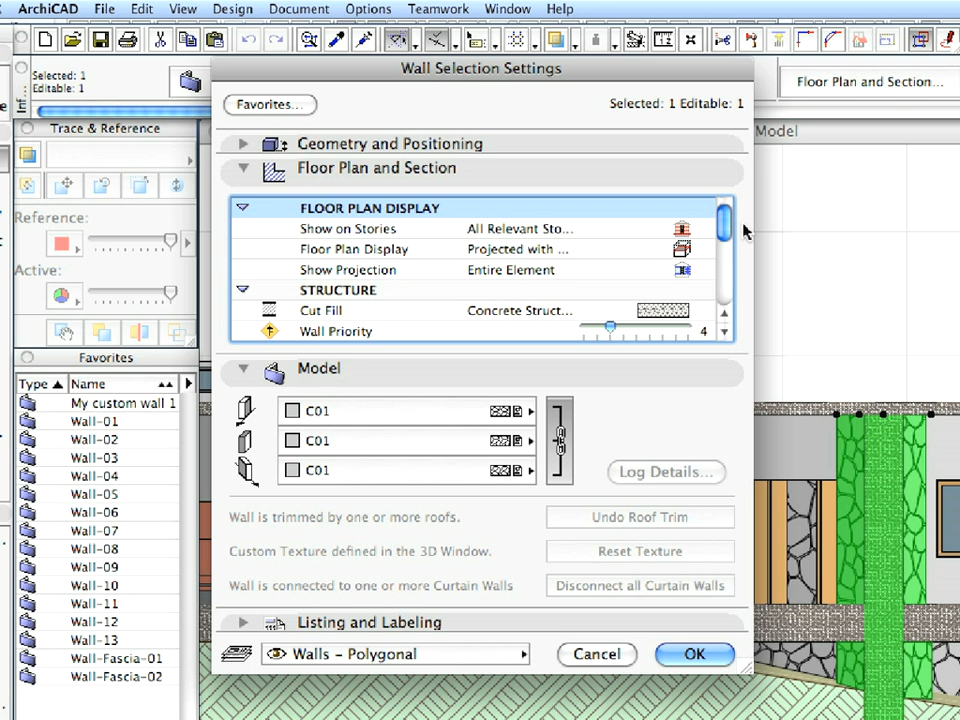 ArchiCAD File Edit View Design Document Options Teamwork Window Help
Wall Selection Settings
Selected: 1
Editable: 1
Floor Plan and Section...
Favorites...
Selected: 1 Editable: 1
Trace & Reference
Model
Geometry and Positioning
Floor Plan and Section
FLOOR PLAN DISPLAY
Show on Stories All Relevant Sto...
Floor Plan Display Projected with ...
Show Projection Entire Element
STRUCTURE
Cut Fill Concrete Struct...
Wall Priority 4
Reference:
Active:
Favorites
Type Name
My custom wall 1
Wall-01
Wall-02
Wall-03
Wall-04
Wall-05
Wall-06
Wall-07
Wall-08
Wall-09
Wall-10
Wall-11
Wall-12
Wall-13
Wall-Fascia-01
Wall-Fascia-02
Model
C01
C01
C01
Log Details...
Wall is trimmed by one or more roofs. Undo Roof Trim
Custom Texture defined in the 3D Window. Reset Texture
Wall is connected to one or more Curtain Walls Disconnect all Curtain Walls
Listing and Labeling
Walls - Polygonal Cancel OK